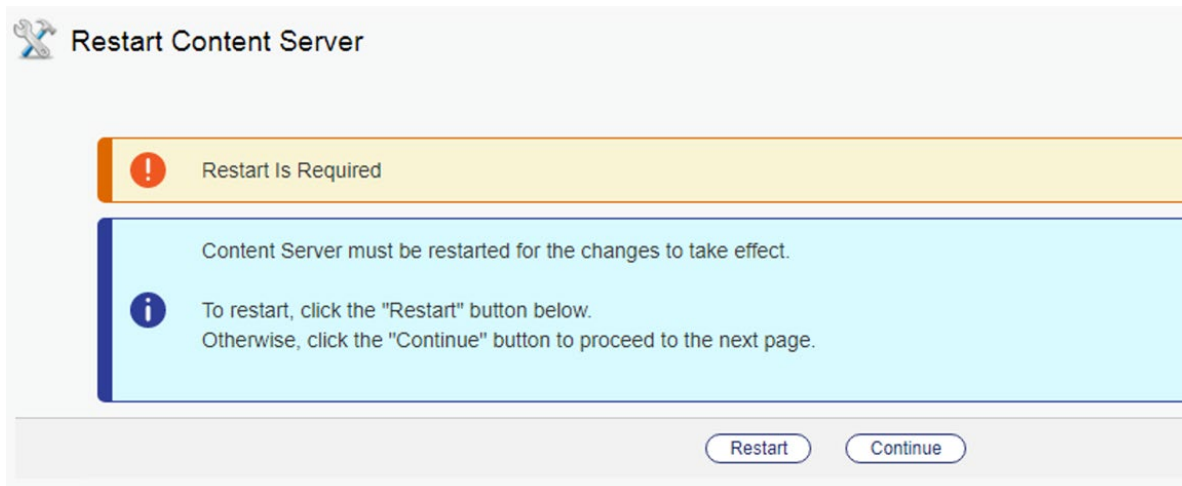 Restart Content Server
Restart Is Required
Content Server must be restarted for the changes to take effect.
To restart, click the "Restart" button below.
Otherwise, click the "Continue" button to proceed to the next page.
Restart
Continue